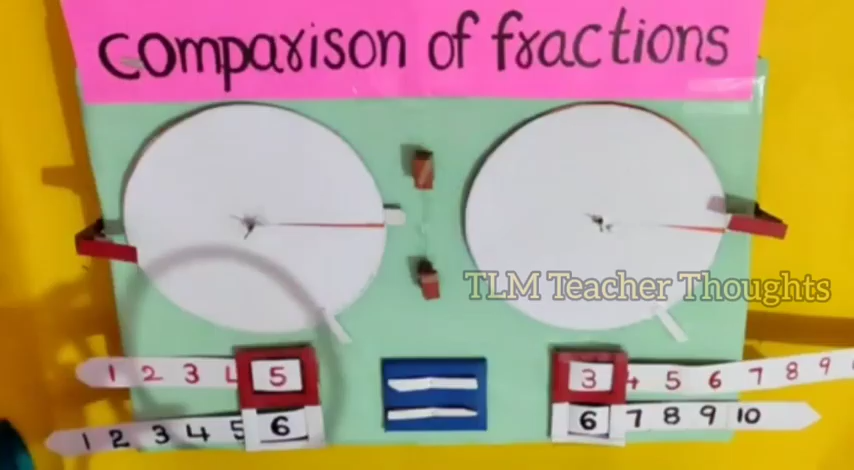 comparison of fractions
TLM Teacher Thoughts
1 2 3 4 5
3 4 5 6 7 8 9
1 2 3 4 5 6
6 7 8 9 10